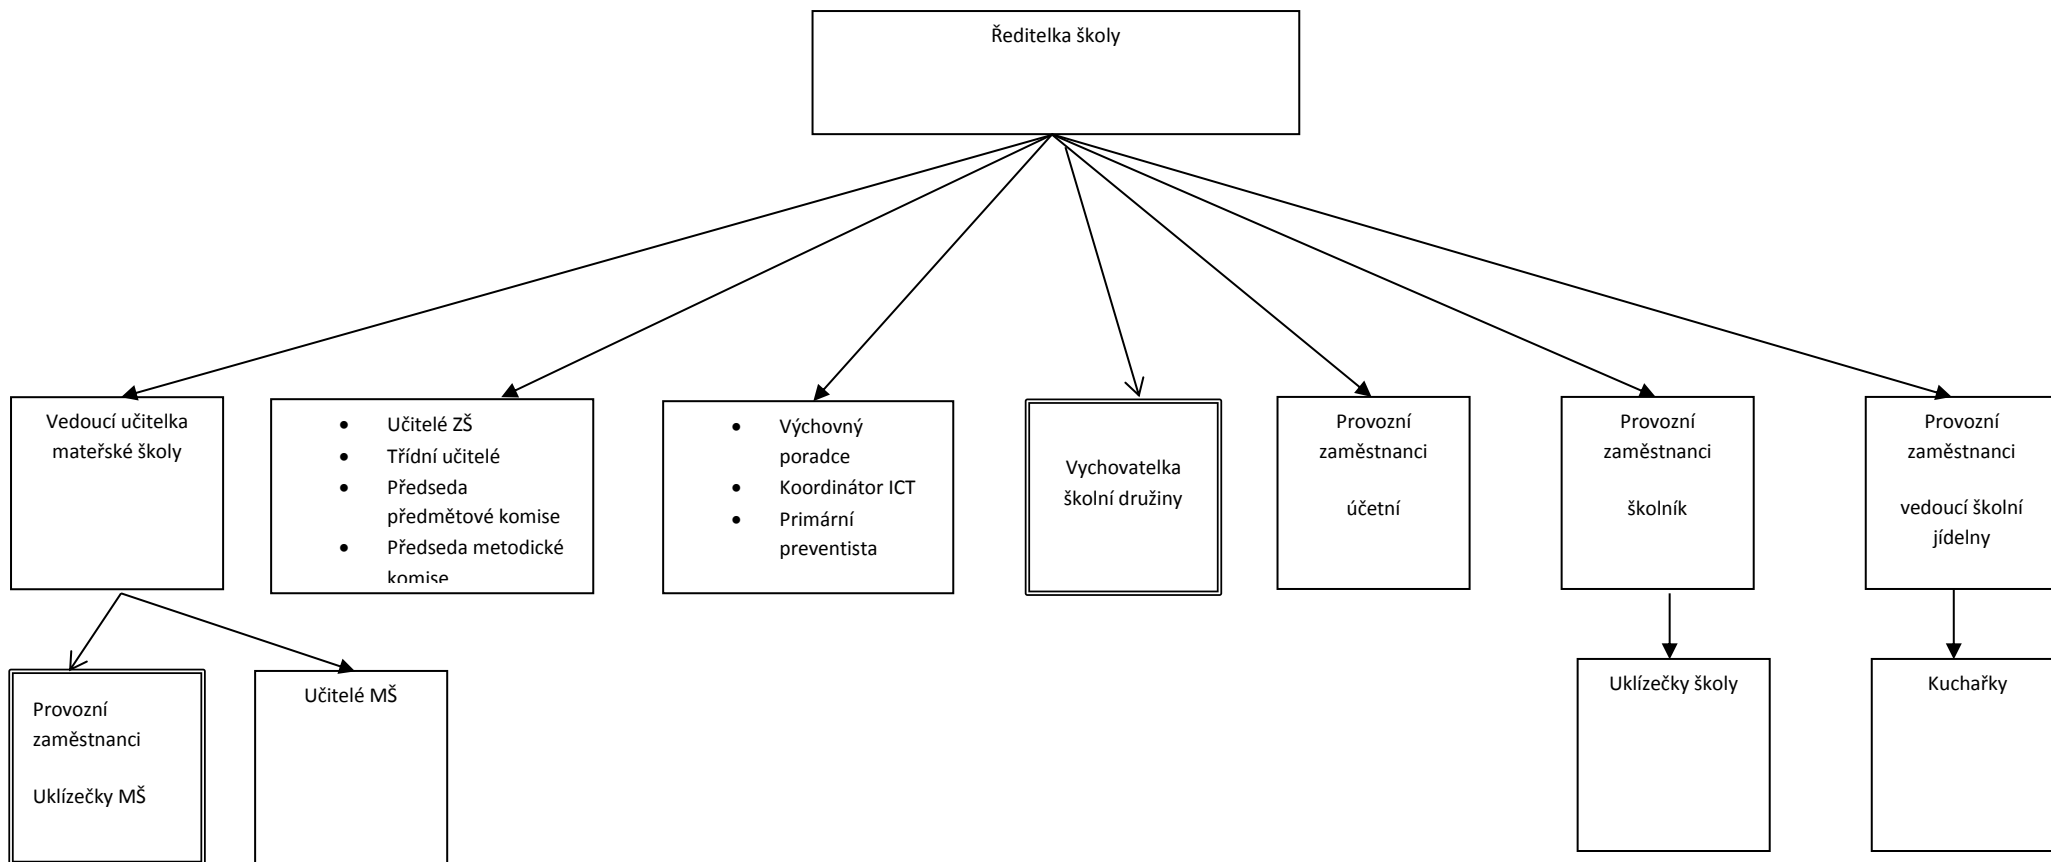 Ředitelka školy
Vedoucí učitelka
mateřské školy
• Učitelé ZŠ
• Třídní učitelé
• Předseda
předmětové komise
• Předseda metodické
komise
• Výchovný
poradce
• Koordinátor ICT
• Primární
preventista
Vychovatelka
školní družiny
Provozní
zaměstnanci
účetní
Provozní
zaměstnanci
školník
Provozní
zaměstnanci
vedoucí školní
jídelny
Provozní
zaměstnanci
Uklízečky MŠ
Učitelé MŠ
Uklízečky školy
Kuchařky